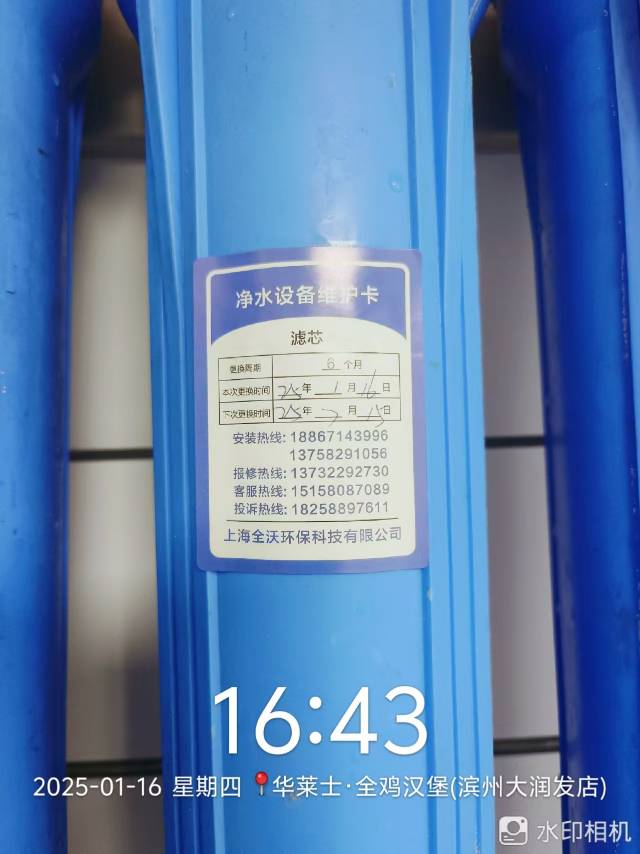 净水设备维护卡
滤芯
更换周期 6 个月
本次更换时间 25年 1 月 16 日
下次更换时间 25年 7 月 15 日
安装热线: 18867143996
13758291056
报修热线: 13732292730
客服热线: 15158087089
投诉热线: 18258897611
上海全沃环保科技有限公司
16:43
2025-01-16 星期四 华莱士·全鸡汉堡(滨州大润发店)
水印相机